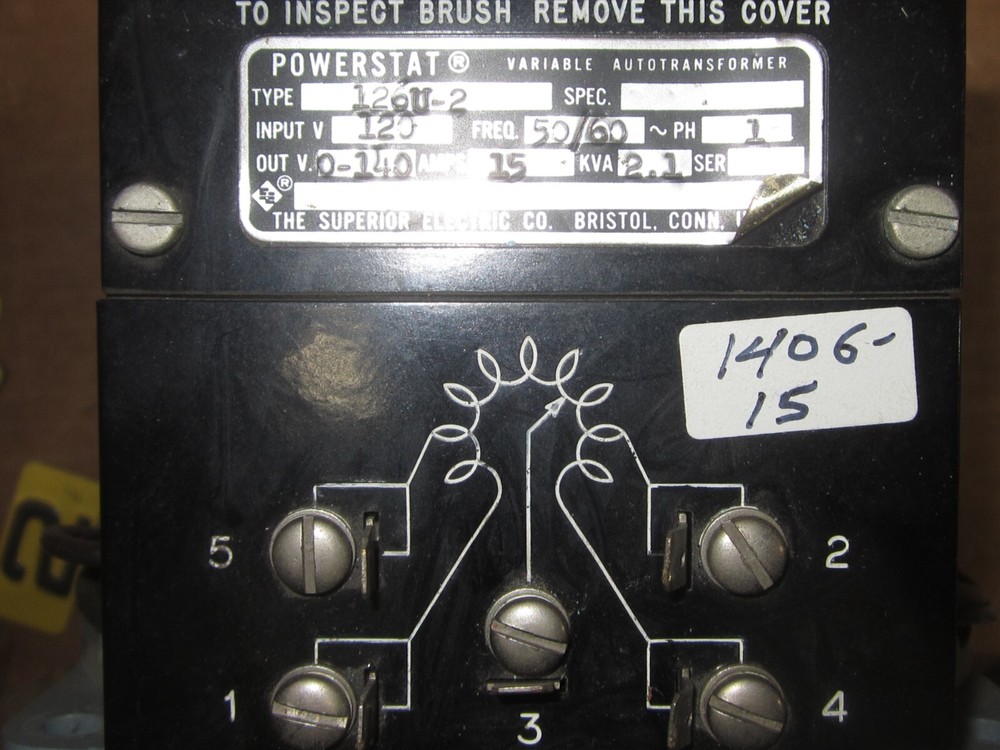 TO INSPECT BRUSH REMOVE THIS COVER
POWERSTAT® VARIABLE AUTOTRANSFORMER
TYPE 126U-2 SPEC.
INPUT V 120 FREQ. 50/60 ~ PH 1
OUT V. 0-140 15 KVA 2.1 SER
®
THE SUPERIOR ELECTRIC CO. BRISTOL, CONN.
1406-
15
5 2
1 3 4